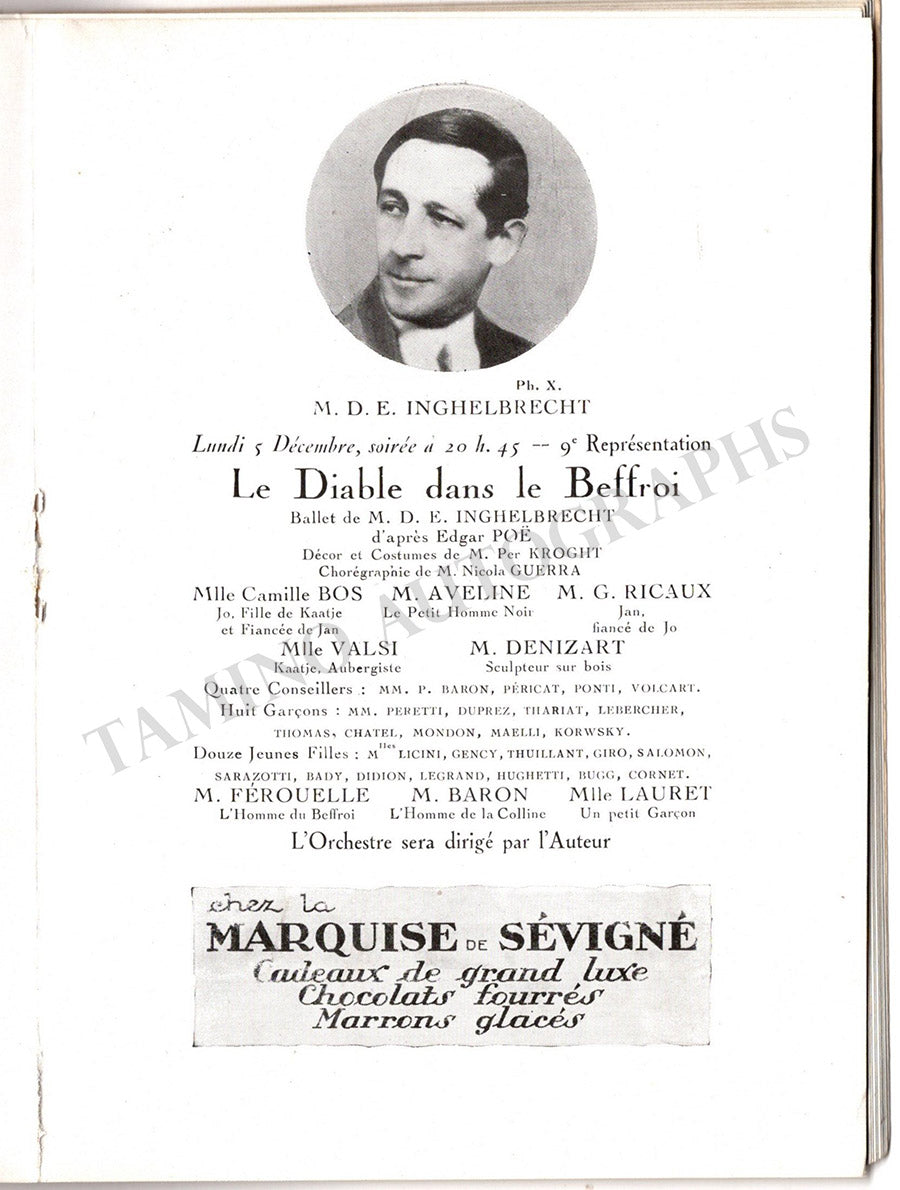 Ph. X.
M. D. E. INGHELBRECHT
Lundi 5 Décembre, soirée à 20 h. 45 -- 9e Représentation
Le Diable dans le Beffroi
Ballet de M. D. E. INGHELBRECHT
d'après Edgar POË
Décor et Costumes de M. Per KROGHT
Chorégraphie de M. Nicola GUERRA
Mlle Camille BOS M. AVELINE M. G. RICAUX
Jo, Fille de Kaatje Le Petit Homme Noir Jan,
et Fiancée de Jan fiancé de Jo
Mlle VALSI M. DENIZART
Kaatje, Aubergiste Sculpteur sur bois
Quatre Conseillers : MM. P. BARON, PÉRICAT, PONTI, VOLCART.
Huit Garçons : MM. PERETTI, DUPREZ, THARIAT, LEBERCHER,
THOMAS, CHATEL, MONDON, MAELLI, KORWSKY.
Douze Jeunes Filles : Mlles LICINI, GENCY, THUILLANT, GIRO, SALOMON,
SARAZOTTI, BADY, DIDION, LEGRAND, HUGHETTI, BUGG, CORNET.
M. FÉROUELLE M. BARON Mlle LAURET
L'Homme du Beffroi L'Homme de la Colline Un petit Garçon
L'Orchestre sera dirigé par l'Auteur
chez la
MARQUISE DE SÉVIGNÉ
Cadeaux de grand luxe
Chocolats fourrés
Marrons glacés
TAMINO AUTOGRAPHS